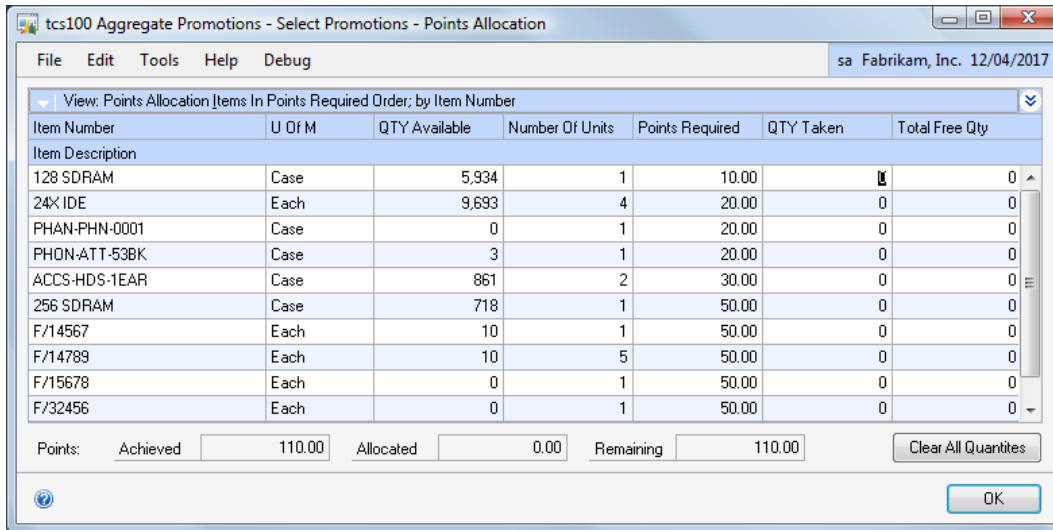 tcs100 Aggregate Promotions - Select Promotions - Points Allocation
File Edit Tools Help Debug sa Fabrikam, Inc. 12/04/2017
View: Points Allocation Items In Points Required Order; by Item Number
Item Number U Of M QTY Available Number Of Units Points Required QTY Taken Total Free Qty
Item Description
128 SDRAM Case 5,934 1 10.00 0 0
24X IDE Each 9,693 4 20.00 0 0
PHAN-PHN-0001 Case 0 1 20.00 0 0
PHON-ATT-53BK Case 3 1 20.00 0 0
ACCS-HDS-1EAR Case 861 2 30.00 0 0
256 SDRAM Case 718 1 50.00 0 0
F/14567 Each 10 1 50.00 0 0
F/14789 Each 10 5 50.00 0 0
F/15678 Each 0 1 50.00 0 0
F/32456 Each 0 1 50.00 0 0
Points: Achieved 110.00 Allocated 0.00 Remaining 110.00 Clear All Quantites
OK